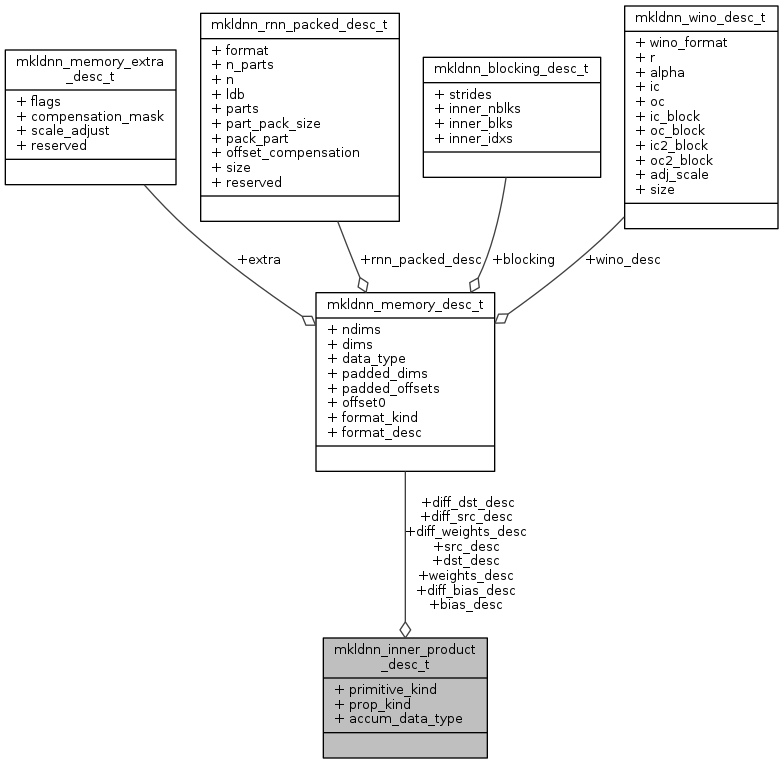 mkldnn_memory_extra
_desc_t
+ flags
+ compensation_mask
+ scale_adjust
+ reserved
mkldnn_rnn_packed_desc_t
+ format
+ n_parts
+ n
+ ldb
+ parts
+ part_pack_size
+ pack_part
+ offset_compensation
+ size
+ reserved
mkldnn_blocking_desc_t
+ strides
+ inner_nblks
+ inner_blks
+ inner_idxs
mkldnn_wino_desc_t
+ wino_format
+ r
+ alpha
+ ic
+ oc
+ ic_block
+ oc_block
+ ic2_block
+ oc2_block
+ adj_scale
+ size
+extra
+rnn_packed_desc
+blocking
+wino_desc
mkldnn_memory_desc_t
+ ndims
+ dims
+ data_type
+ padded_dims
+ padded_offsets
+ offset0
+ format_kind
+ format_desc
+diff_dst_desc
+diff_src_desc
+diff_weights_desc
+src_desc
+dst_desc
+weights_desc
+diff_bias_desc
+bias_desc
mkldnn_inner_product
_desc_t
+ primitive_kind
+ prop_kind
+ accum_data_type